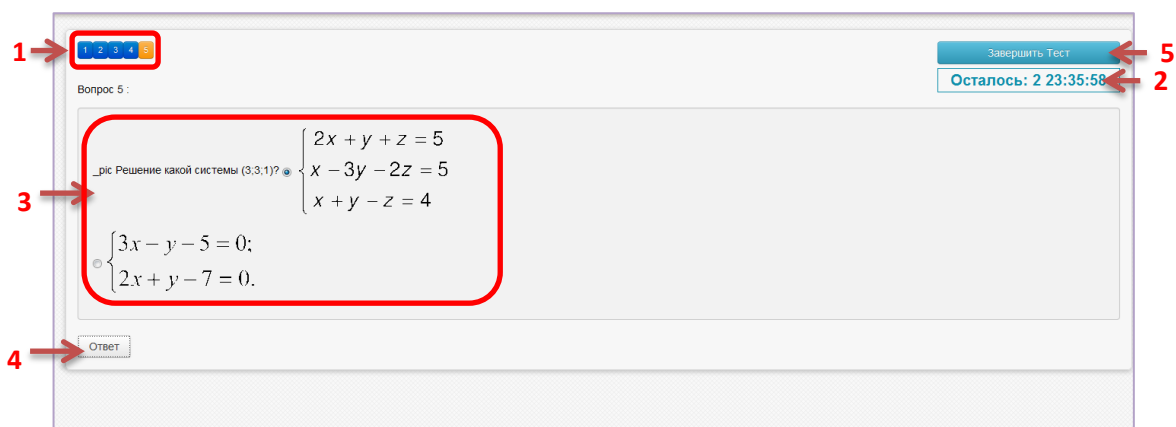 1
1 2 3 4 5
Завершить Тест
5
Осталось: 2 23:35:58
2
Вопрос 5 :
_pic Решение какой системы (3;3;1)?
2x + y + z = 5
x − 3y − 2z = 5
x + y − z = 4
3
3x − y − 5 = 0;
2x + y − 7 = 0.
Ответ
4